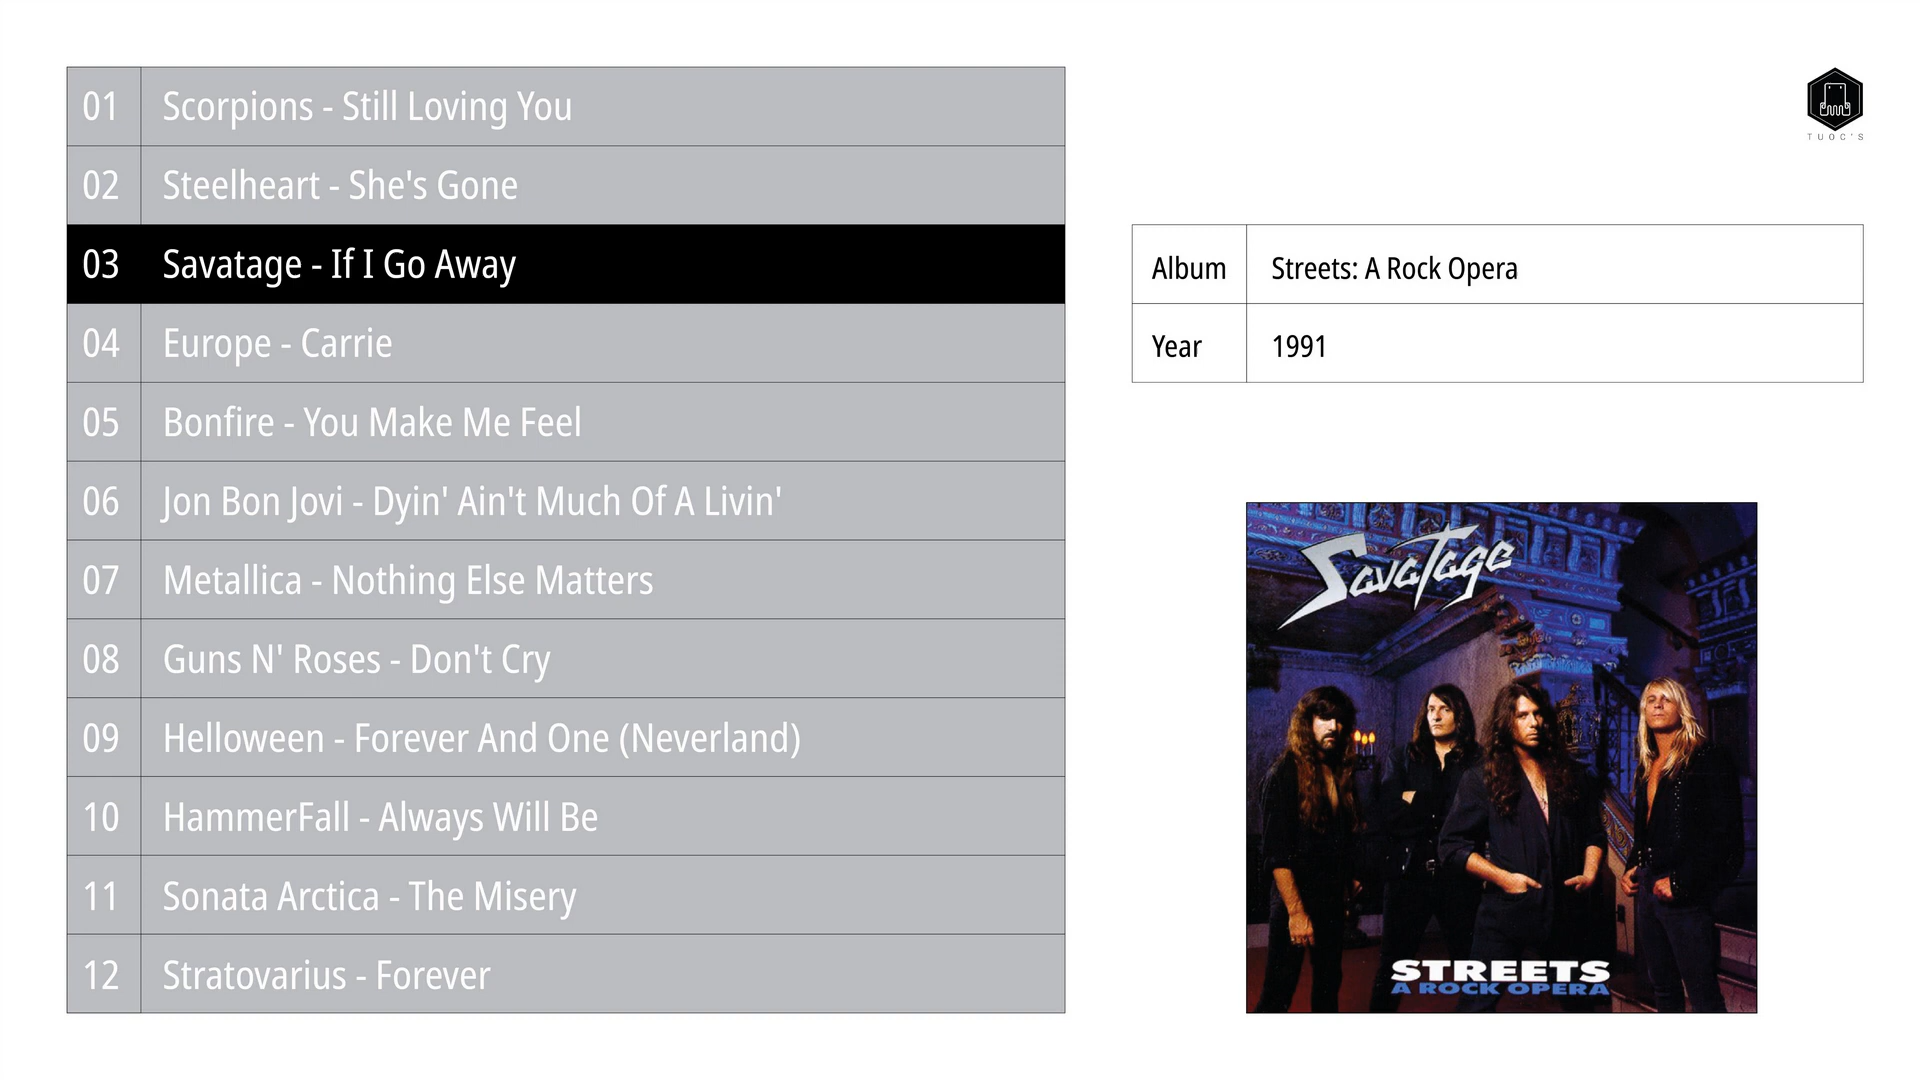 01 Scorpions - Still Loving You
02 Steelheart - She's Gone
03 Savatage - If I Go Away
04 Europe - Carrie
05 Bonfire - You Make Me Feel
06 Jon Bon Jovi - Dyin' Ain't Much Of A Livin'
07 Metallica - Nothing Else Matters
08 Guns N' Roses - Don't Cry
09 Helloween - Forever And One (Neverland)
10 HammerFall - Always Will Be
11 Sonata Arctica - The Misery
12 Stratovarius - Forever
TUOC'S
Album Streets: A Rock Opera
Year 1991
Savatage
STREETS
A ROCK OPERA